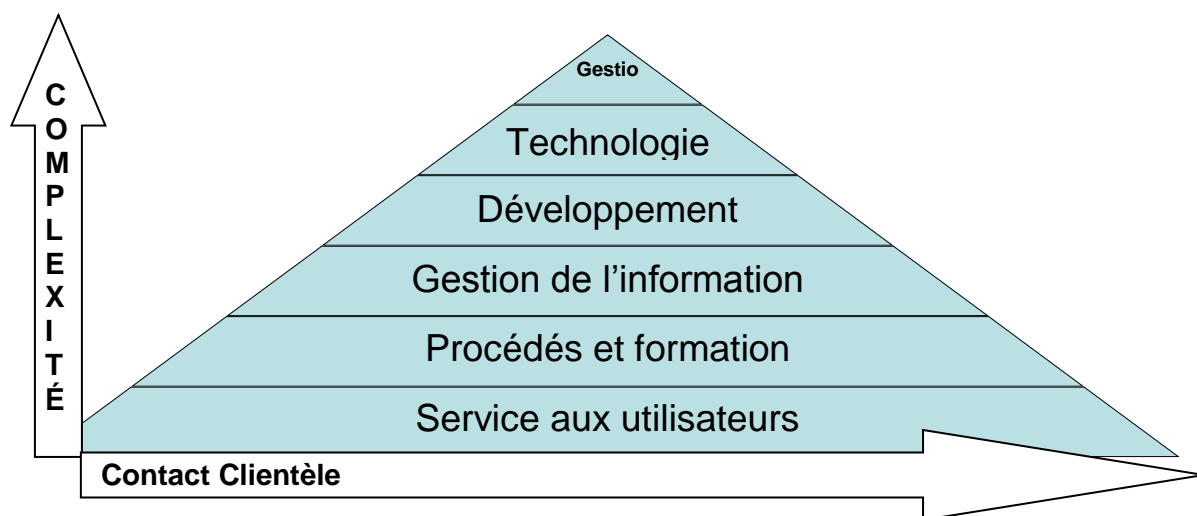 COMPLEXITÉ
Gestio
Technologie
Développement
Gestion de l’information
Procédés et formation
Service aux utilisateurs
Contact Clientèle